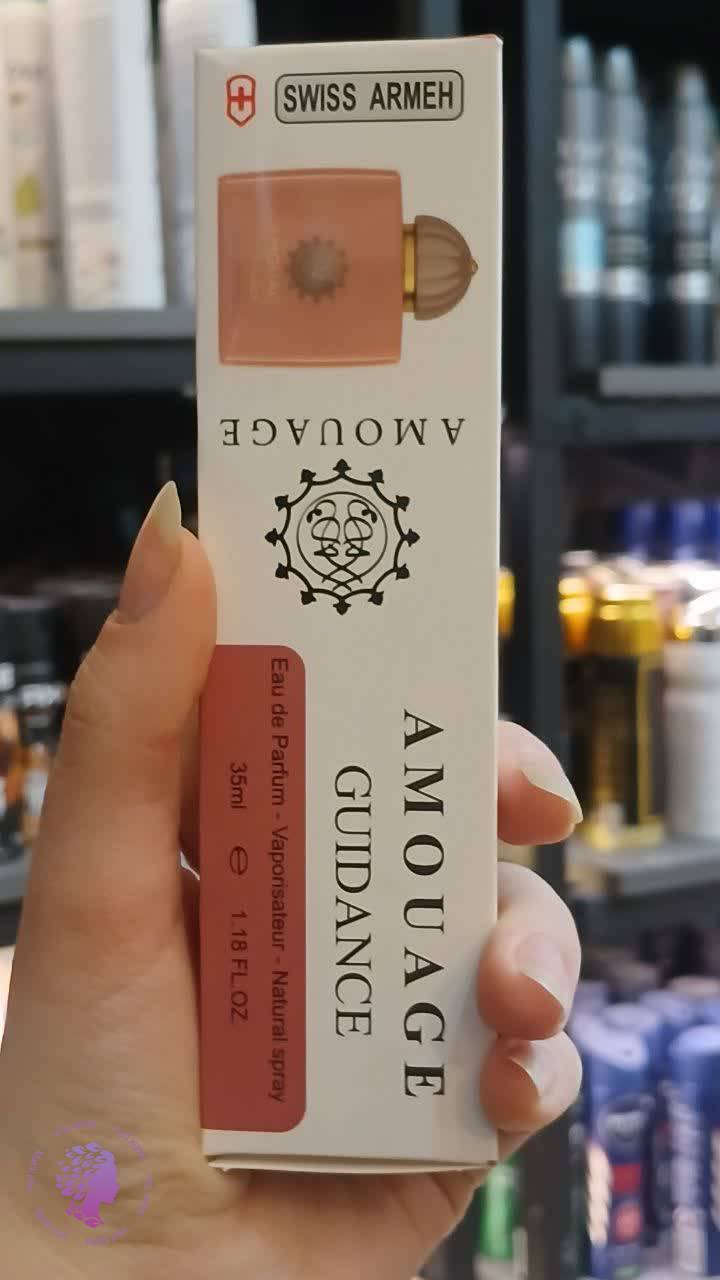 SWISS ARMEH
AMOUAGE
AMOUAGE
GUIDANCE
Eau de Parfum - Vaporisateur - Natural spray
35ml e 1.18 FL.OZ